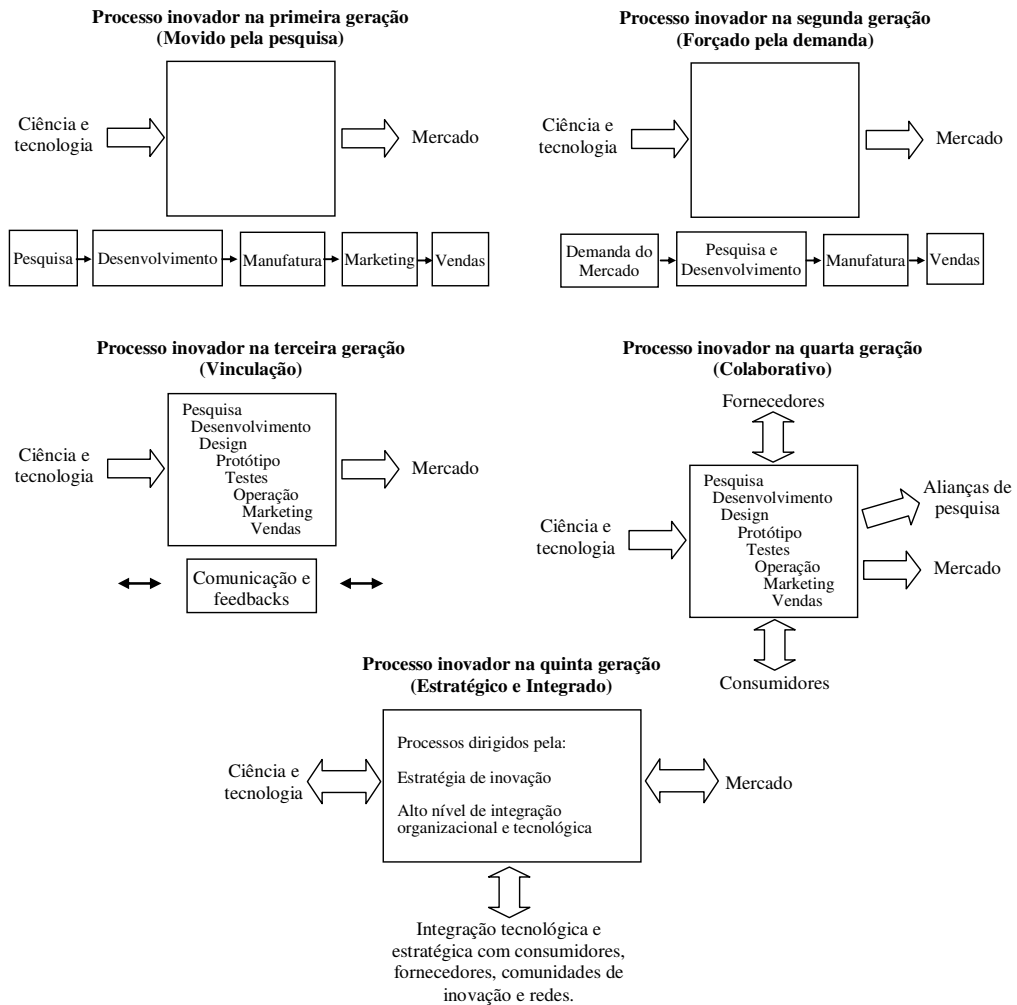 Processo inovador na primeira geração
(Movido pela pesquisa)
Ciência e
tecnologia
Mercado
Pesquisa
Desenvolvimento
Manufatura
Marketing
Vendas
Processo inovador na segunda geração
(Forçado pela demanda)
Ciência e
tecnologia
Mercado
Demanda do
Mercado
Pesquisa e
Desenvolvimento
Manufatura
Vendas
Processo inovador na terceira geração
(Vinculação)
Ciência e
tecnologia
Pesquisa
Desenvolvimento
Design
Protótipo
Testes
Operação
Marketing
Vendas
Mercado
Comunicação e
feedbacks
Processo inovador na quarta geração
(Colaborativo)
Fornecedores
Ciência e
tecnologia
Pesquisa
Desenvolvimento
Design
Protótipo
Testes
Operação
Marketing
Vendas
Alianças de
pesquisa
Mercado
Consumidores
Processo inovador na quinta geração
(Estratégico e Integrado)
Ciência e
tecnologia
Processos dirigidos pela:
Estratégia de inovação
Alto nível de integração
organizacional e tecnológica
Mercado
Integração tecnológica e
estratégica com consumidores,
fornecedores, comunidades de
inovação e redes.